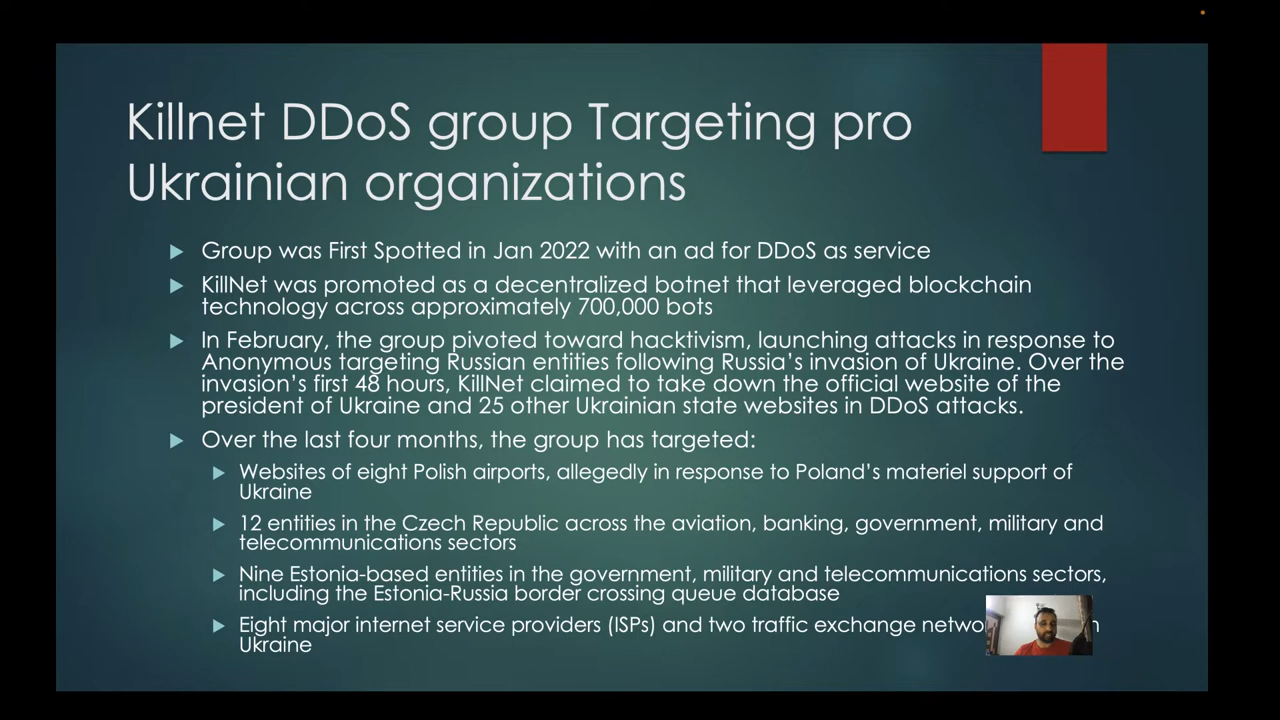 Killnet DDoS group Targeting pro
Ukrainian organizations
Group was First Spotted in Jan 2022 with an ad for DDoS as service
KillNet was promoted as a decentralized botnet that leveraged blockchain
technology across approximately 700,000 bots
In February, the group pivoted toward hacktivism, launching attacks in response to
Anonymous targeting Russian entities following Russia’s invasion of Ukraine. Over the
invasion’s first 48 hours, KillNet claimed to take down the official website of the
president of Ukraine and 25 other Ukrainian state websites in DDoS attacks.
Over the last four months, the group has targeted:
Websites of eight Polish airports, allegedly in response to Poland’s materiel support of
Ukraine
12 entities in the Czech Republic across the aviation, banking, government, military and
telecommunications sectors
Nine Estonia-based entities in the government, military and telecommunications sectors,
including the Estonia-Russia border crossing queue database
Eight major internet service providers (ISPs) and two traffic exchange
Ukraine